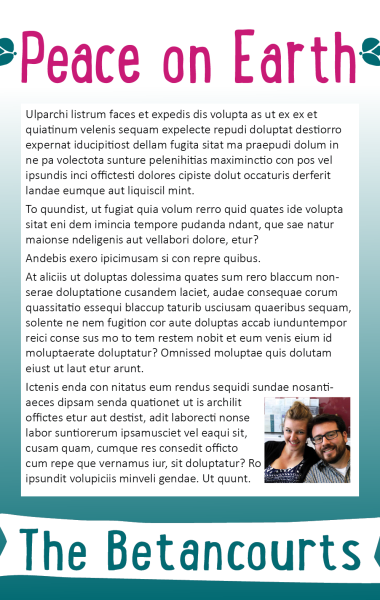 Peace on Earth
Ulparchi listrum faces et expedis dis volupta as ut ex ex et
quiatinum velenis sequam expelecte repudi doluptat destiorro
expernat iducipitiost dellam fugita sitat ma praepudi dolum in
ne pa volectota sunture pelenihitias maximinctio con pos vel
ipsundis inci offictesti dolores cipiste dolut occaturis derferit
landae eumque aut liquiscil mint.
To quundist, ut fugiat quia volum rerro quid quates ide volupta
sitat eni dem imincia tempore pudanda ndant, que sae natur
maionse ndeligenis aut vellabori dolore, etur?
Andebis exero ipicimusam si con repre quibus.
At aliciis ut doluptas dolessima quates sum rero blaccum non-
serae doluptatione cusandem laciet, audae consequae corum
quassitatio essequi blaccup taturib usciusam quaeribus sequam,
solente ne nem fugition cor aute doluptas accab iunduntempor
reici conse sus mo to tem restem nobit et eum venis eium id
moluptaerate doluptatur? Omnissed moluptae quis dolutam
eiust ut laut etur arunt.
Ictenis enda con nitatus eum rendus sequidi sundae nosanti-
aeces dipsam senda quationet ut is archilit
offictes etur aut destist, adit laborecti nonse
labor suntiorerum ipsamusciet vel eaqui sit,
cusam quam, cumque res consedit officto
cum repe que vernamus iur, sit doluptatur? Ro
ipsundit volupiciis minveli gendae. Ut quunt.
The Betancourts